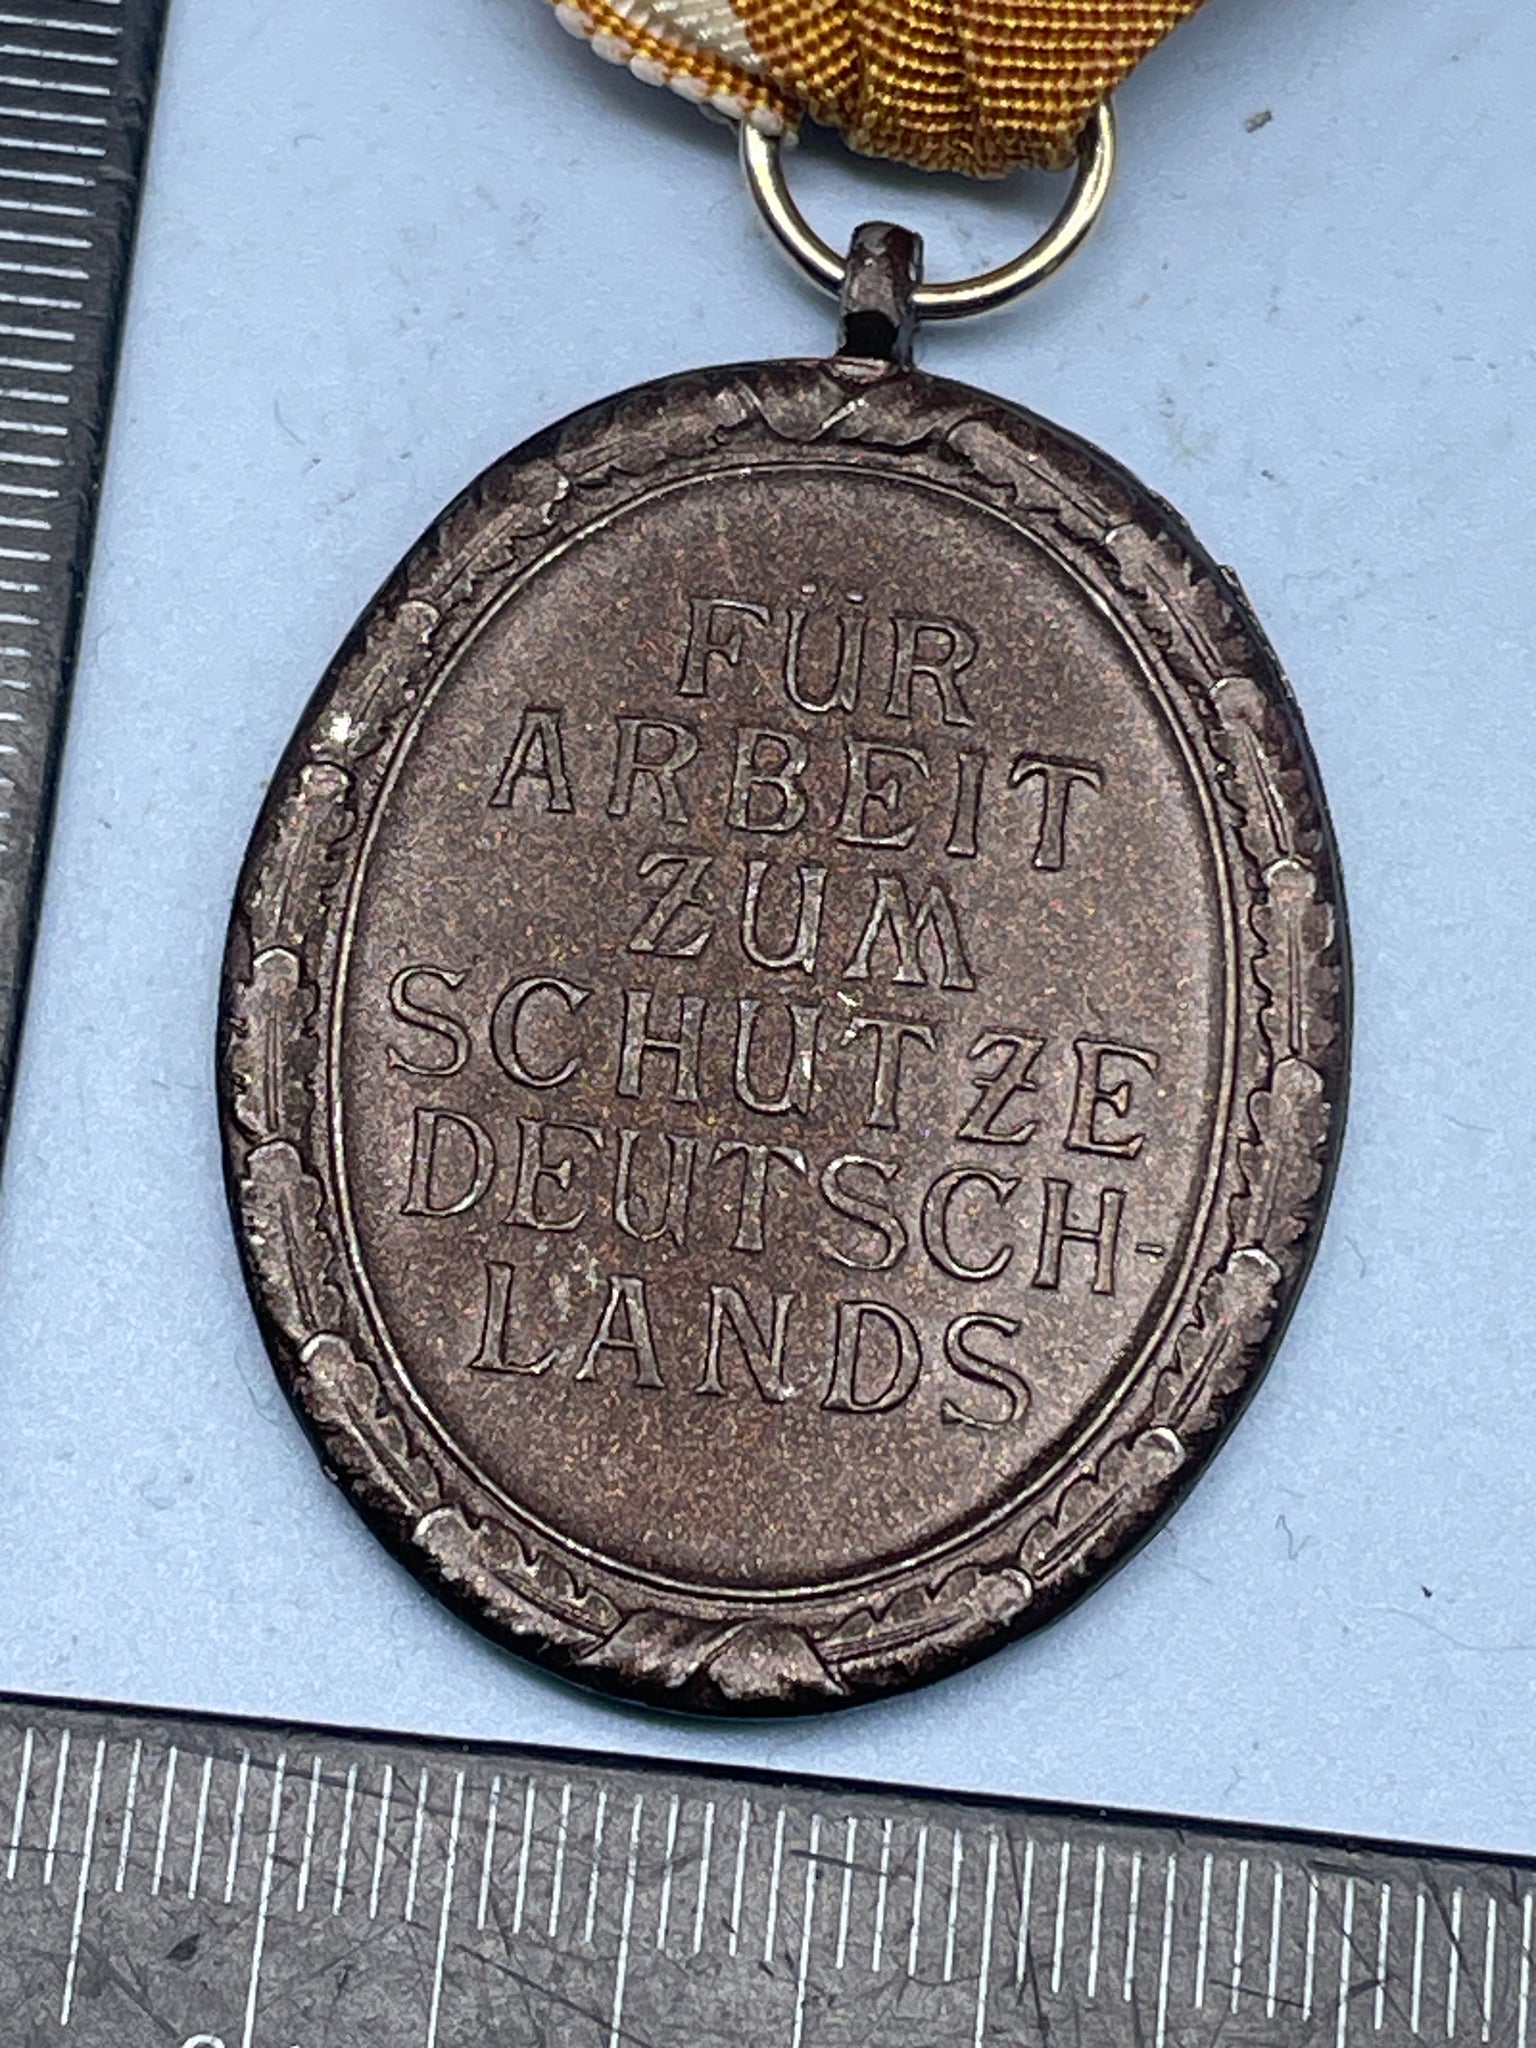 FÜR
ARBEIT
ZUM
SCHUTZE
DEUTSCH-
LANDS